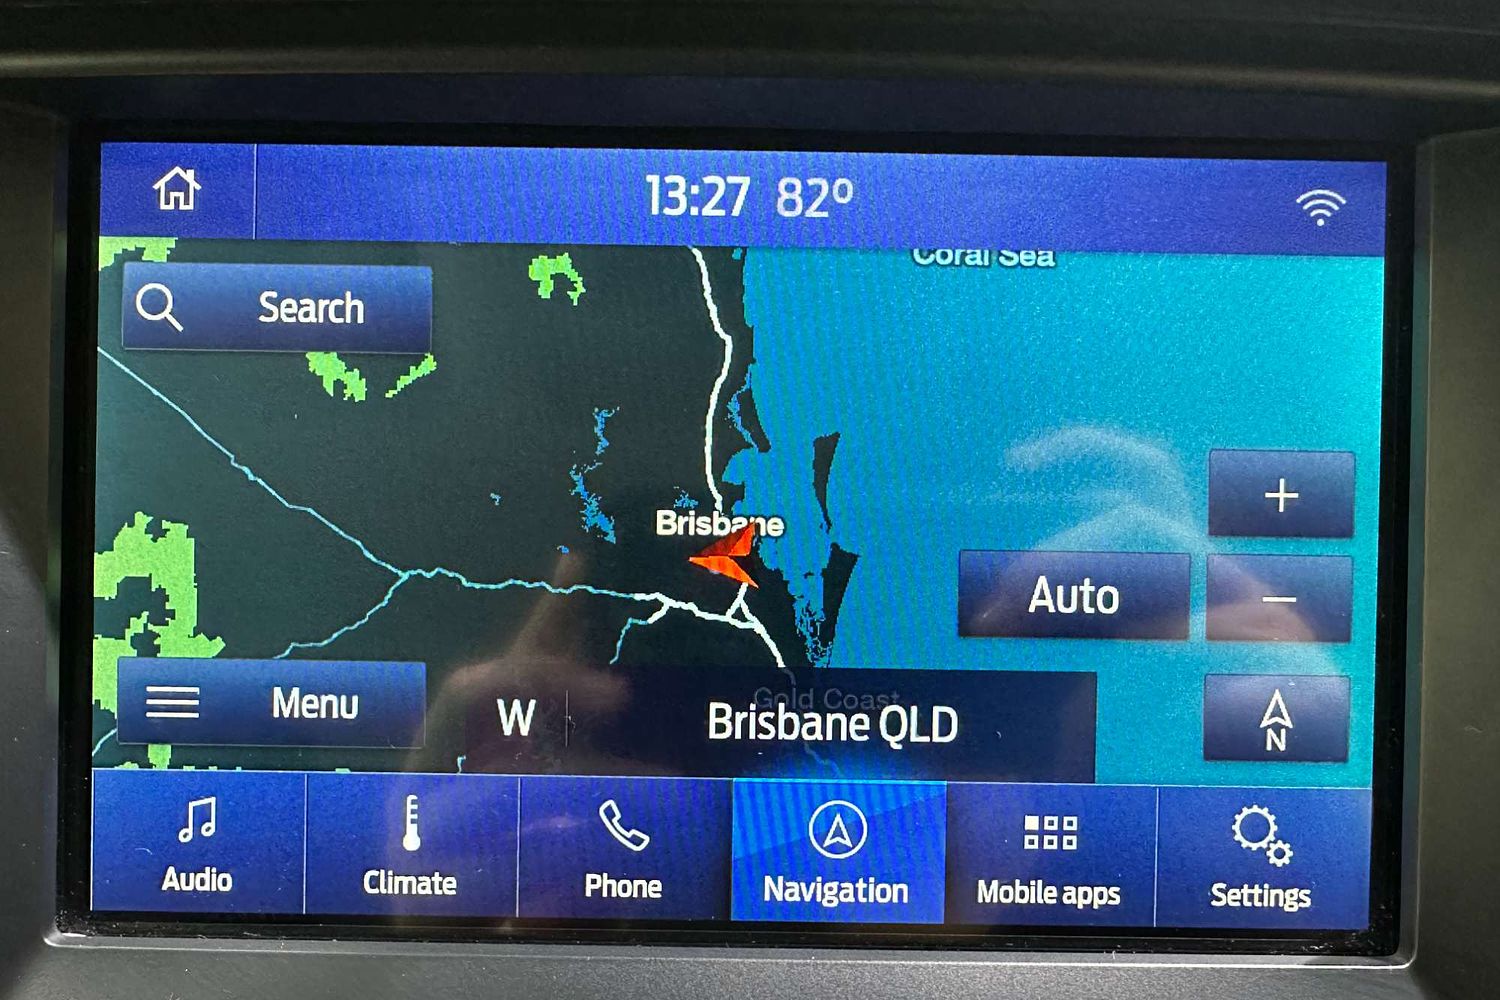 13:27 82°
Coral Sea
Search
Brisbane
+
Auto
−
Gold Coast
Menu
W
Brisbane QLD
N
Audio
Climate
Phone
Navigation
Mobile apps
Settings